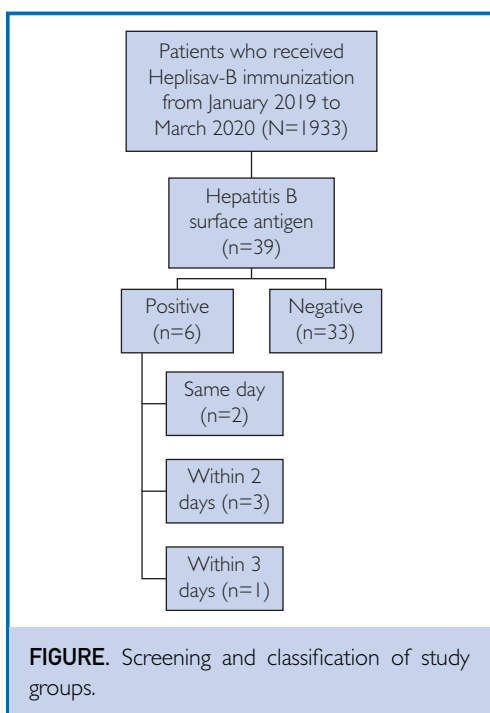 Patients who received
Heplisav-B immunization
from January 2019 to
March 2020 (N=1933)
Hepatitis B
surface antigen
(n=39)
Positive
(n=6)
Negative
(n=33)
Same day
(n=2)
Within 2
days (n=3)
Within 3
days (n=1)
FIGURE. Screening and classification of study
groups.